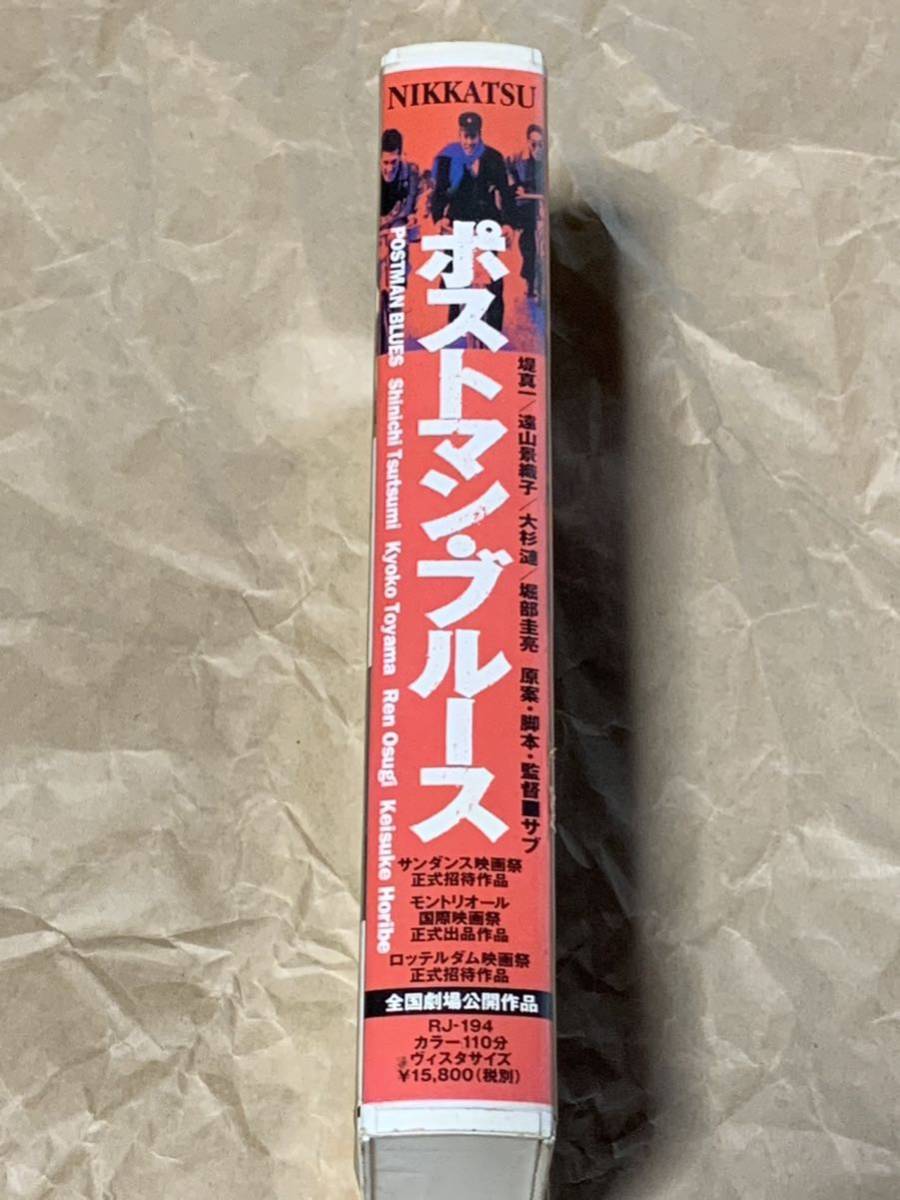 NIKKATSU
ポストマン・ブルース
POSTMAN BLUES Shinichi Tsutsumi Kyoko Toyama Ren Osugi Keisuke Horibe
堤真一/遠山景織子/大杉漣/堀部圭亮 原案・脚本・監督■サブ
サンダンス映画祭
正式招待作品
モントリオール
国際映画祭
正式出品作品
ロッテルダム映画祭
正式招待作品
全国劇場公開作品
RJ-194
カラー110分
ヴィスタサイズ
¥15,800(税別)